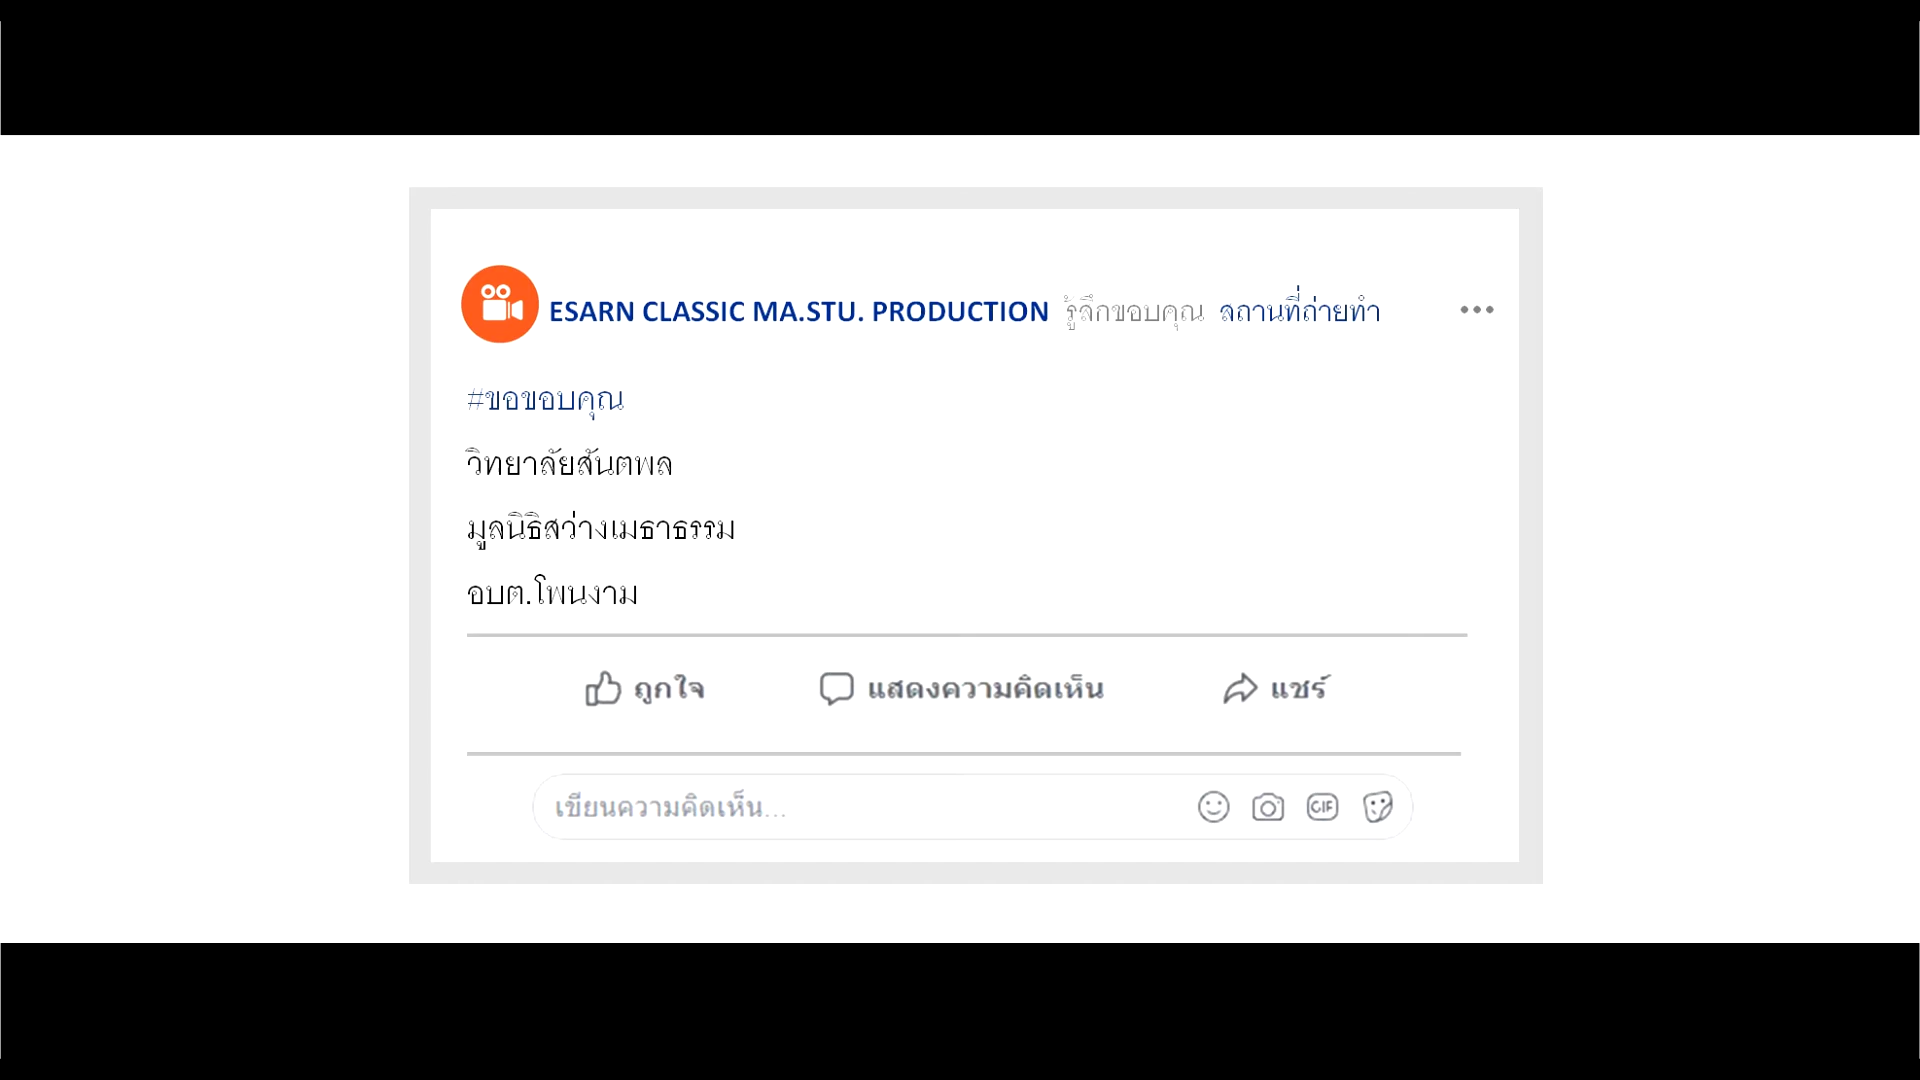 ESARN CLASSIC MA.STU. PRODUCTION รู้ลึกขอบคุณ สถานที่ถ่ายทำ
#ขอขอบคุณ
วิทยาลัยสันตพล
มูลนิธิสว่างเมธาธรรม
อบต.โพนงาม
ถูกใจ แสดงความคิดเห็น แชร์
เขียนความคิดเห็น...
GIF